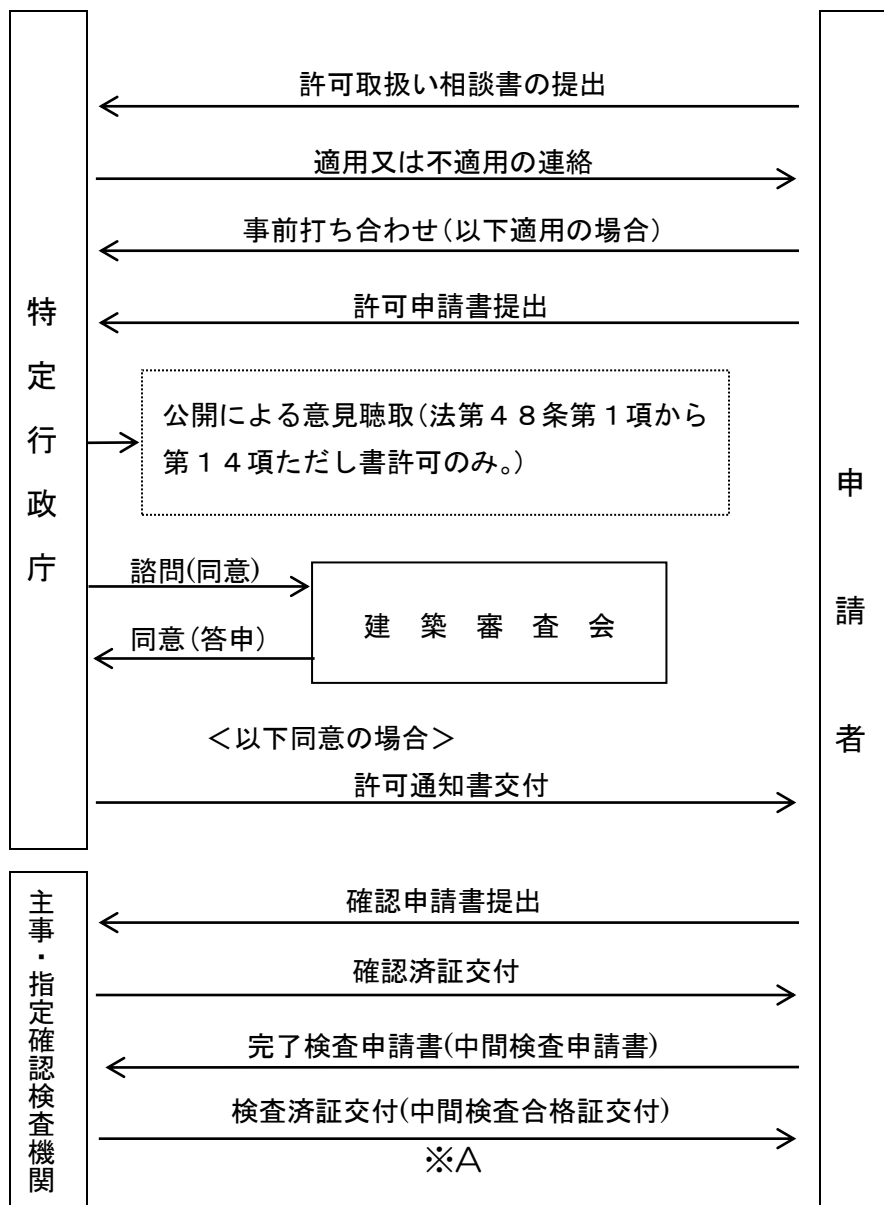 許可取扱い相談書の提出
適用又は不適用の連絡
事前打ち合わせ(以下適用の場合)
許可申請書提出
特定行政庁
公開による意見聴取(法第４８条第１項から
第１４項ただし書許可のみ。)
申請者
諮問(同意)
建築審査会
同意(答申)
＜以下同意の場合＞
許可通知書交付
主事・指定確認検査機関
確認申請書提出
確認済証交付
完了検査申請書(中間検査申請書)
検査済証交付(中間検査合格証交付)
※A